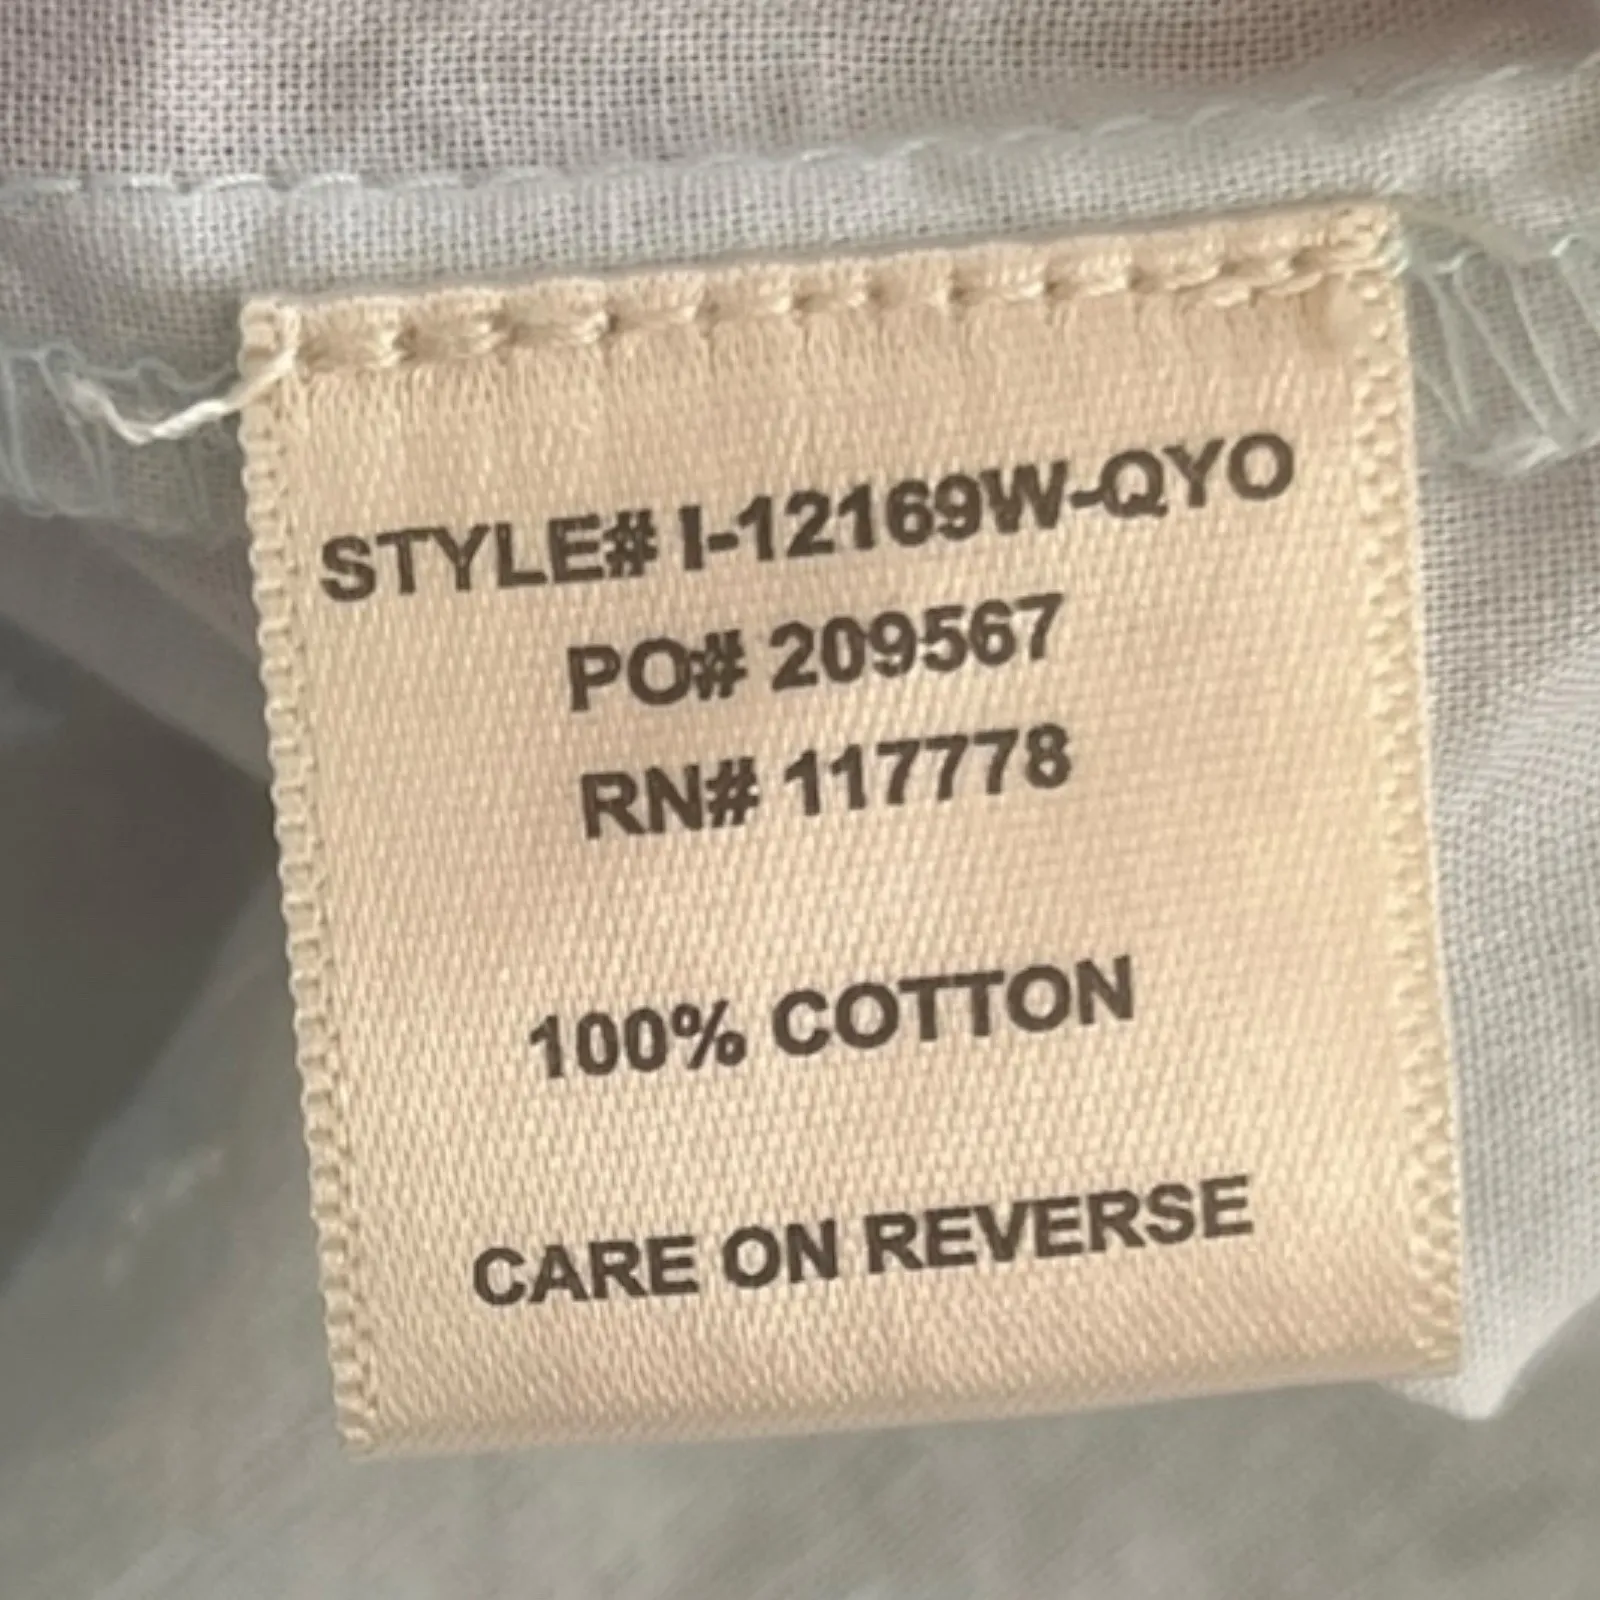 STYLE# I-12169W-QYO
PO# 209567
RN# 117778
100% COTTON
CARE ON REVERSE